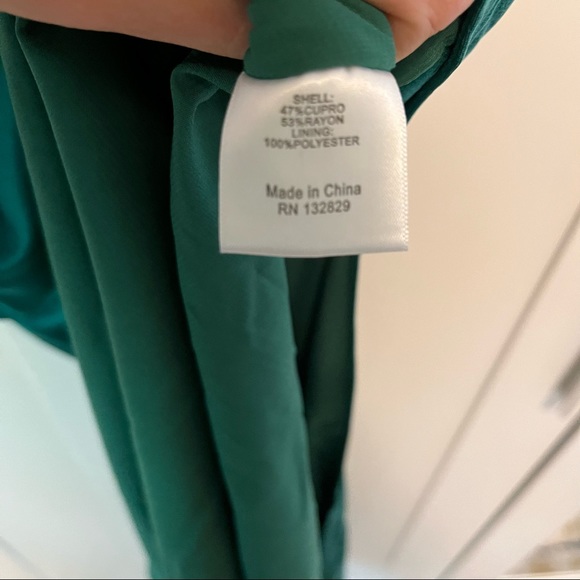 SHELL:
47%CUPRO
53%RAYON
LINING:
100%POLYESTER
Made in China
RN 132829